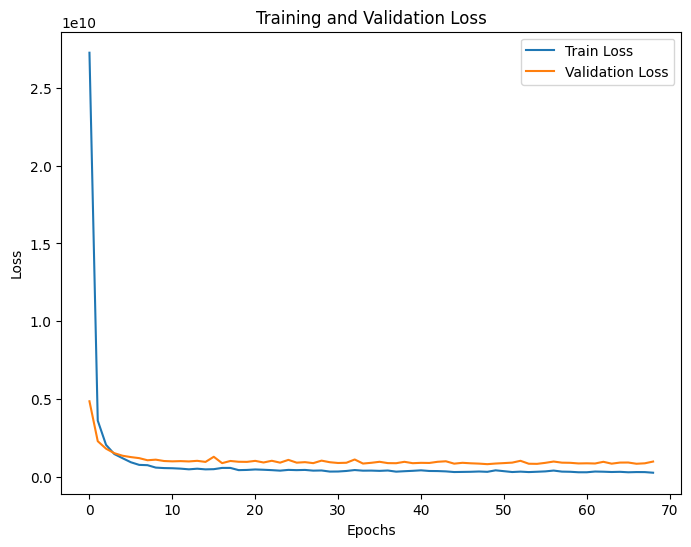 Training and Validation Loss
1e10
Train Loss
Validation Loss
2.5
2.0
1.5
1.0
0.5
0.0
Loss
0 10 20 30 40 50 60 70
Epochs